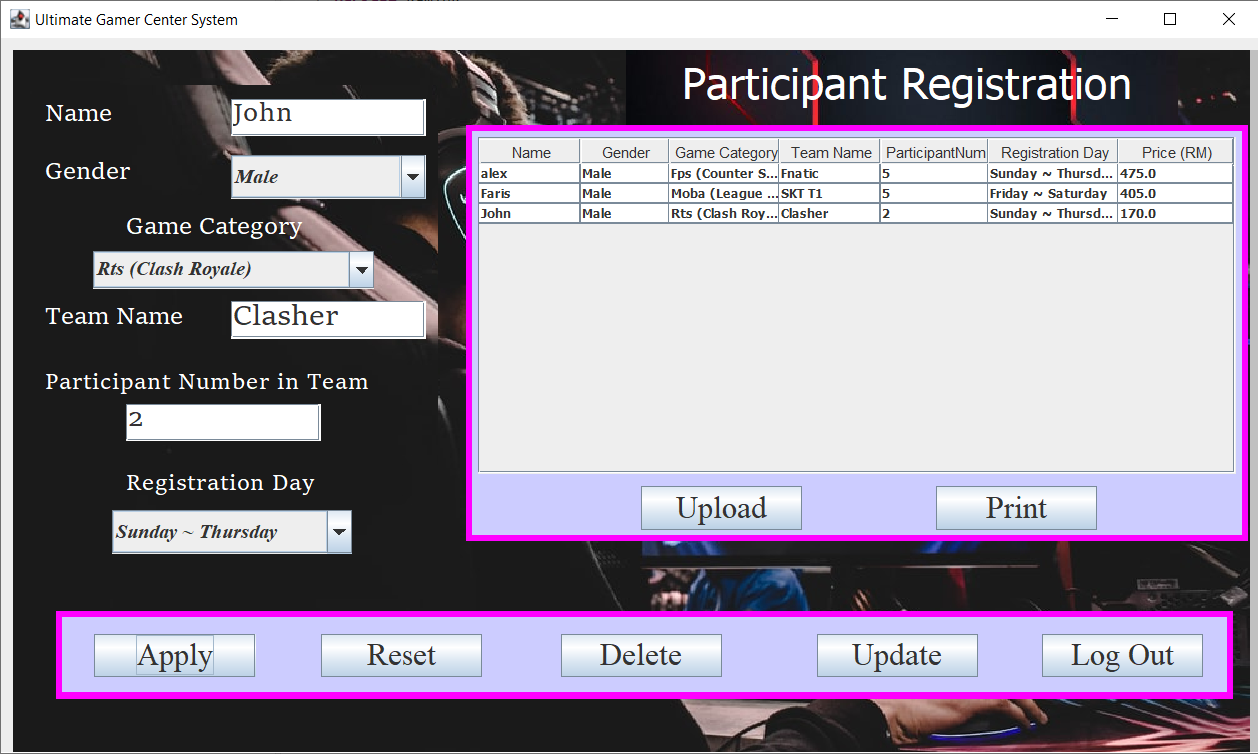 Ultimate Gamer Center System
Participant Registration
Name John
Gender Male
Game Category
Rts (Clash Royale)
Team Name Clasher
Participant Number in Team
2
Registration Day
Sunday ~ Thursday
Name Gender Game Category Team Name ParticipantNum Registration Day Price (RM)
alex Male Fps (Counter S... Fnatic 5 Sunday ~ Thursd... 475.0
Faris Male Moba (League ... SKT T1 5 Friday ~ Saturday 405.0
John Male Rts (Clash Roy... Clasher 2 Sunday ~ Thursd... 170.0
Upload Print
Apply Reset Delete Update Log Out